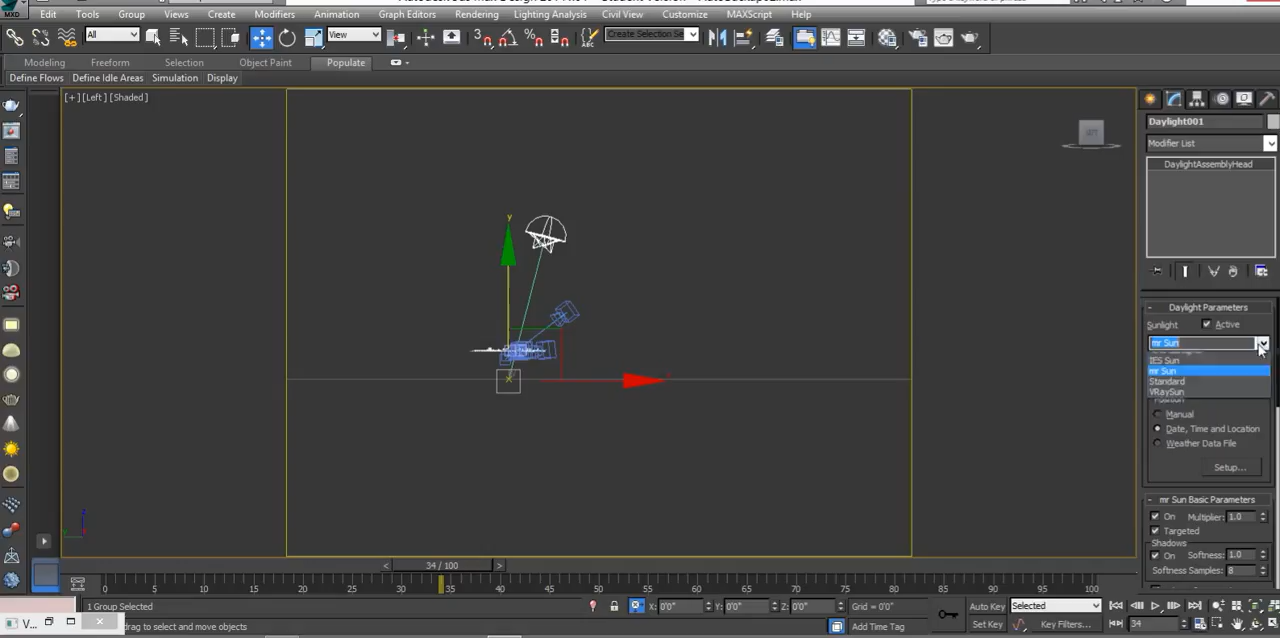 MXD Edit Tools Group Views Create Modifiers Animation Graph Editors Rendering Lighting Analysis Civil View Customize MAXScript Help
All View Create Selection Se
Modeling Freeform Selection Object Paint Populate
Define Flows Define Idle Areas Simulation Display
[+] [Left] [Shaded]
Daylight001
Modifier List
DaylightAssemblyHead
y
- Daylight Parameters
Sunlight Active
mr Sun
IES Sun
mr Sun
Standard
VRaySun
Position
Manual
Date, Time and Location
Weather Data File
Setup...
- mr Sun Basic Parameters
On Multiplier: 1.0
Targeted
Shadows
On Softness: 1.0
Softness Samples: 8
< 34 / 100 >
0 5 10 15 20 25 30 35 40 45 50 55 60 65 70 75 80 85 90 95 100
1 Group Selected X: 0'0" Y: 0'0" Z: 0'0" Grid = 0'0" Auto Key Selected
V... drag to select and move objects Add Time Tag Set Key Key Filters... 34